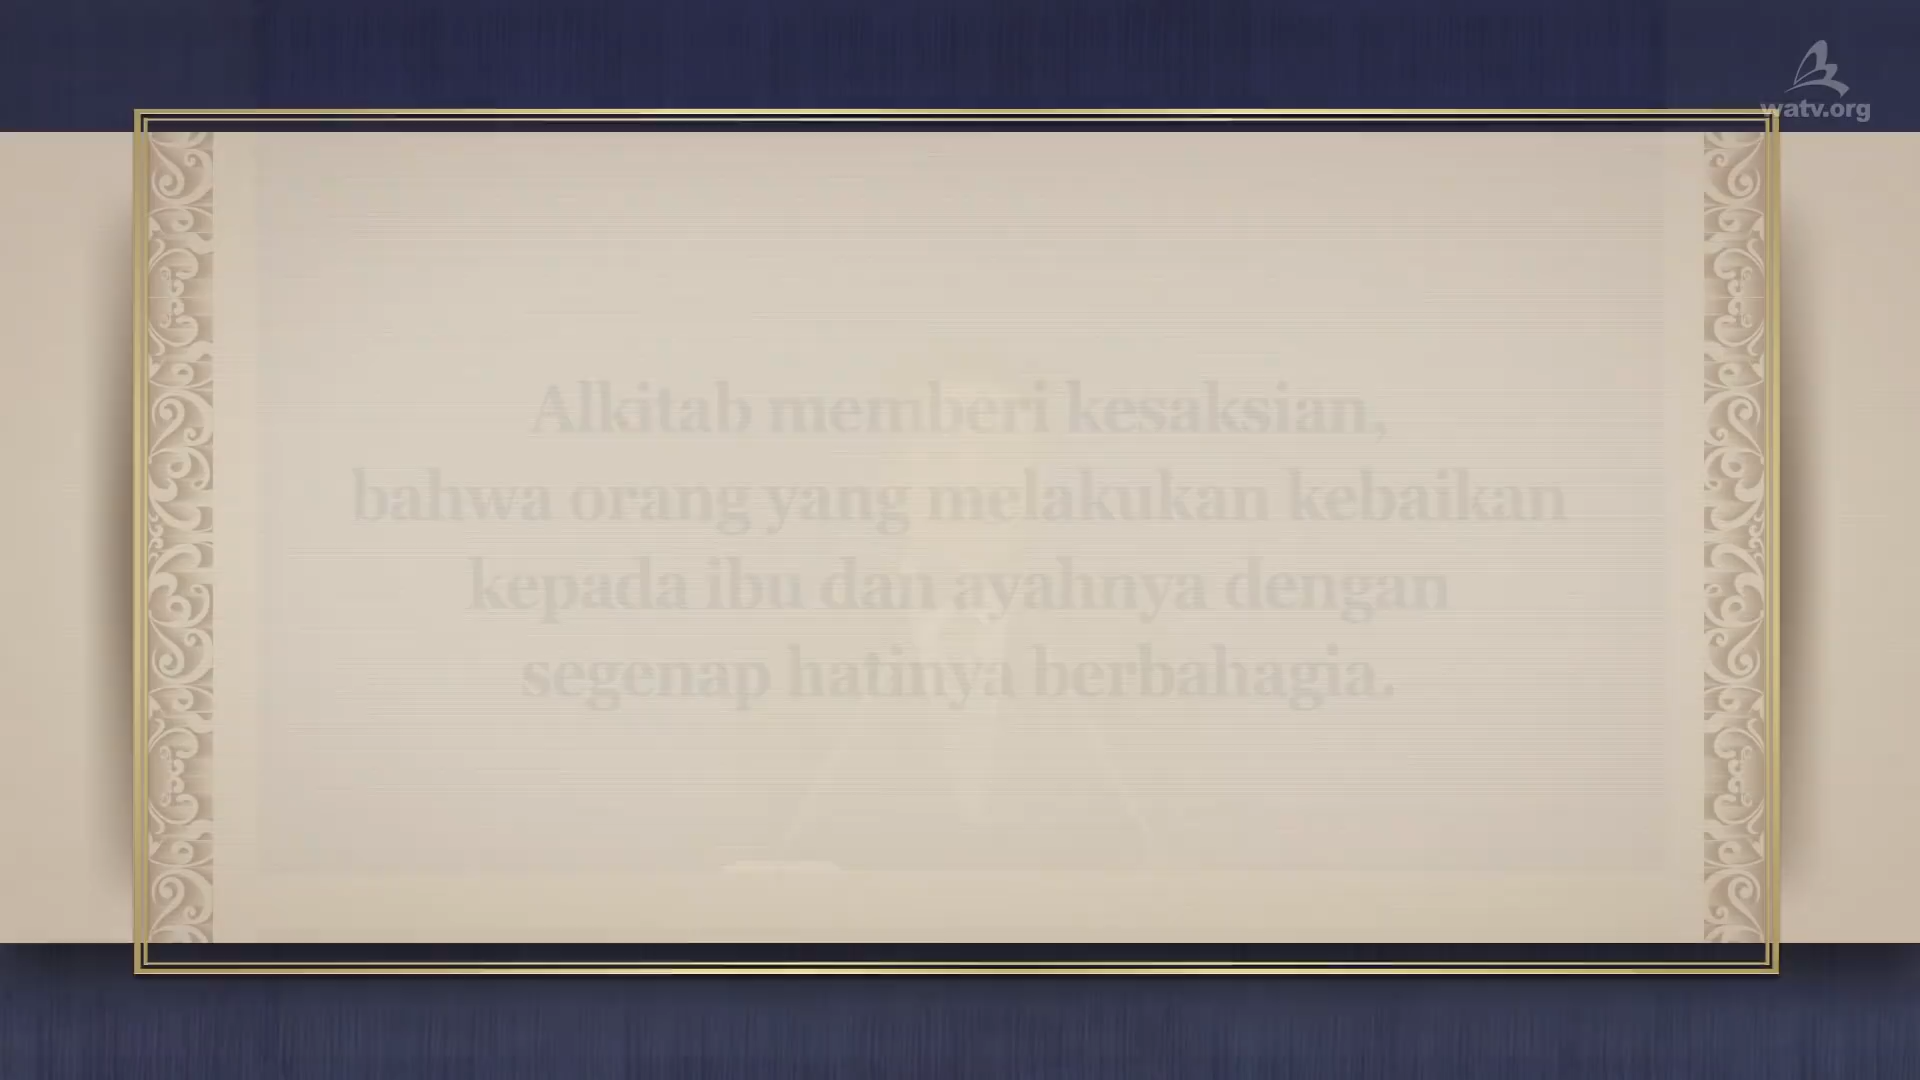 watv.org
Alkitab memberi kesaksian,
bahwa orang yang melakukan kebaikan
kepada ibu dan ayahnya dengan
segenap hatinya berbahagia.